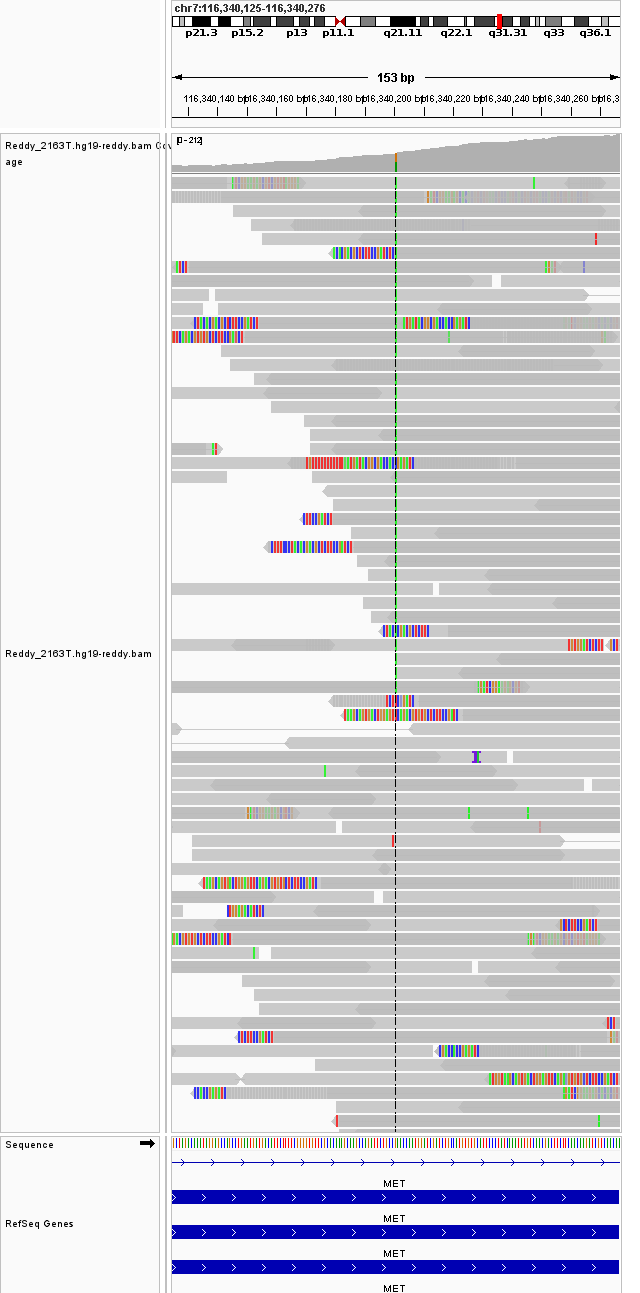 chr7:116,340,125-116,340,276
p21.3 p15.2 p13 p11.1 q21.11 q22.1 q31.31 q33 q36.1
153 bp
116,340,140 bp 116,340,160 bp 116,340,180 bp 116,340,200 bp 116,340,220 bp 116,340,240 bp 116,340,260 bp 116,3
[0-212]
Reddy_2163T.hg19-reddy.bam Cov
age
Reddy_2163T.hg19-reddy.bam
Sequence
MET
MET
RefSeq Genes
MET
MET